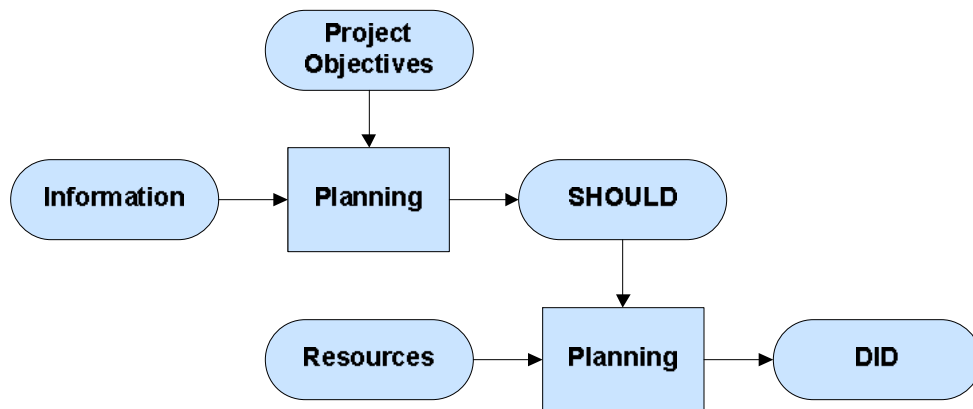 Project
Objectives
Information
Planning
SHOULD
Resources
Planning
DID